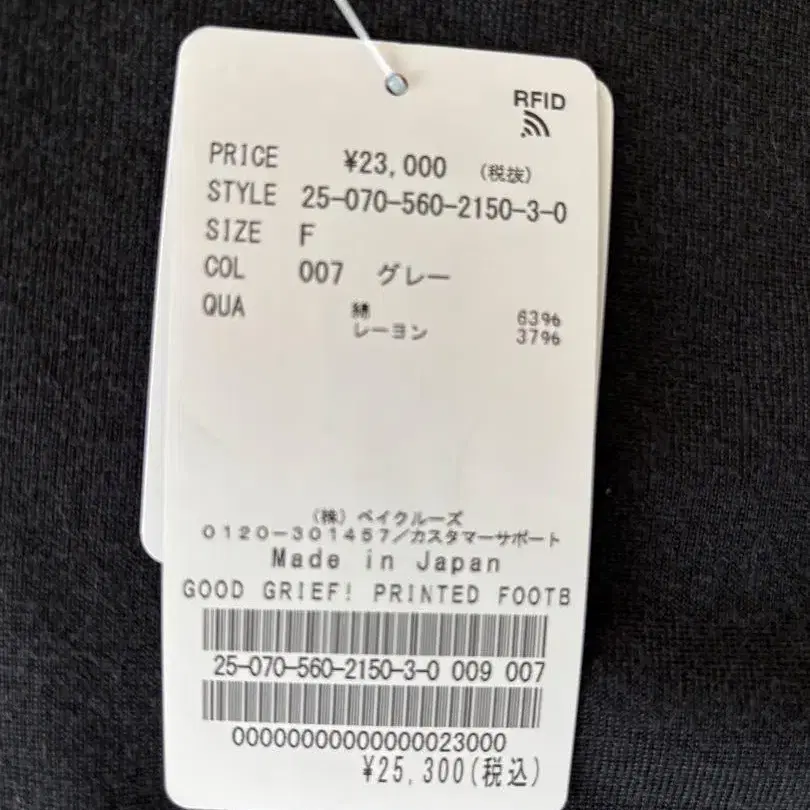 RFID
PRICE ¥23,000 (税抜)
STYLE 25-070-560-2150-3-0
SIZE F
COL 007 グレー
QUA 綿 63%
レーヨン 37%
(株) ベイクルーズ
0120-301457/カスタマーサポート
Made in Japan
GOOD GRIEF! PRINTED FOOTB
25-070-560-2150-3-0 009 007
00000000000000023000
¥25,300(税込)